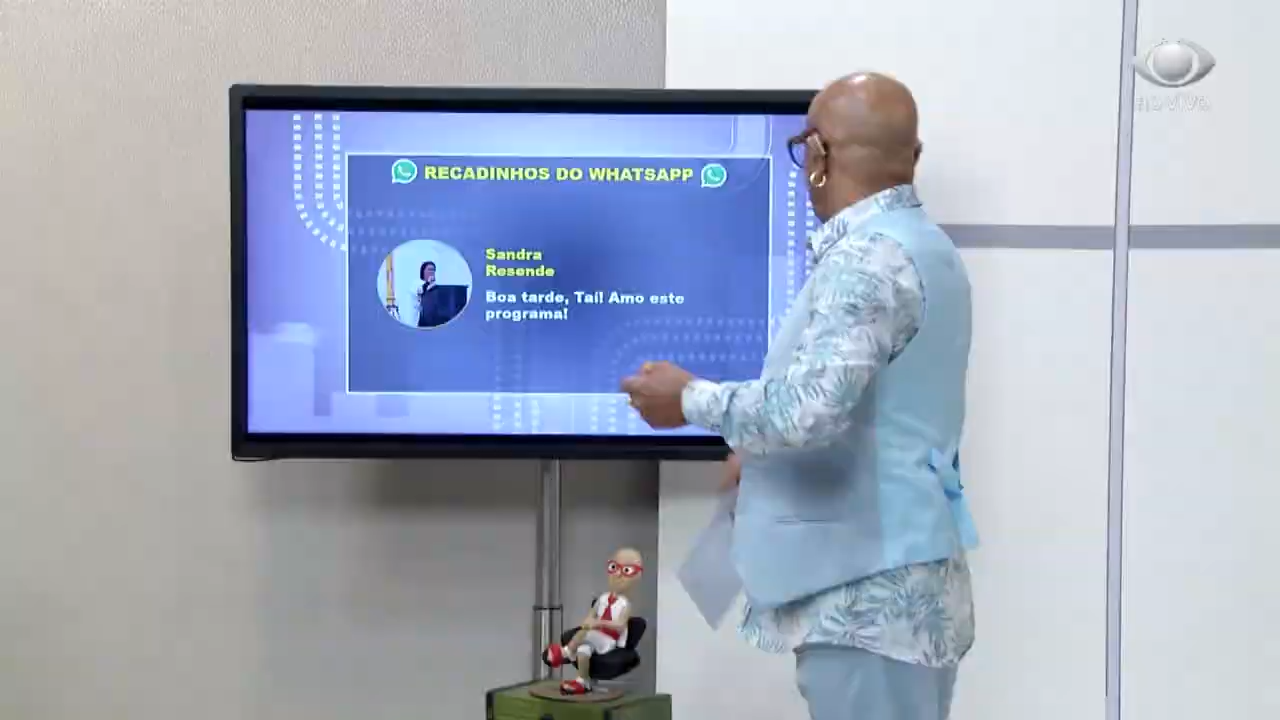 AO VIVO
RECADINHOS DO WHATSAPP
Sandra
Resende
Boa tarde, Tai! Amo este
programa!